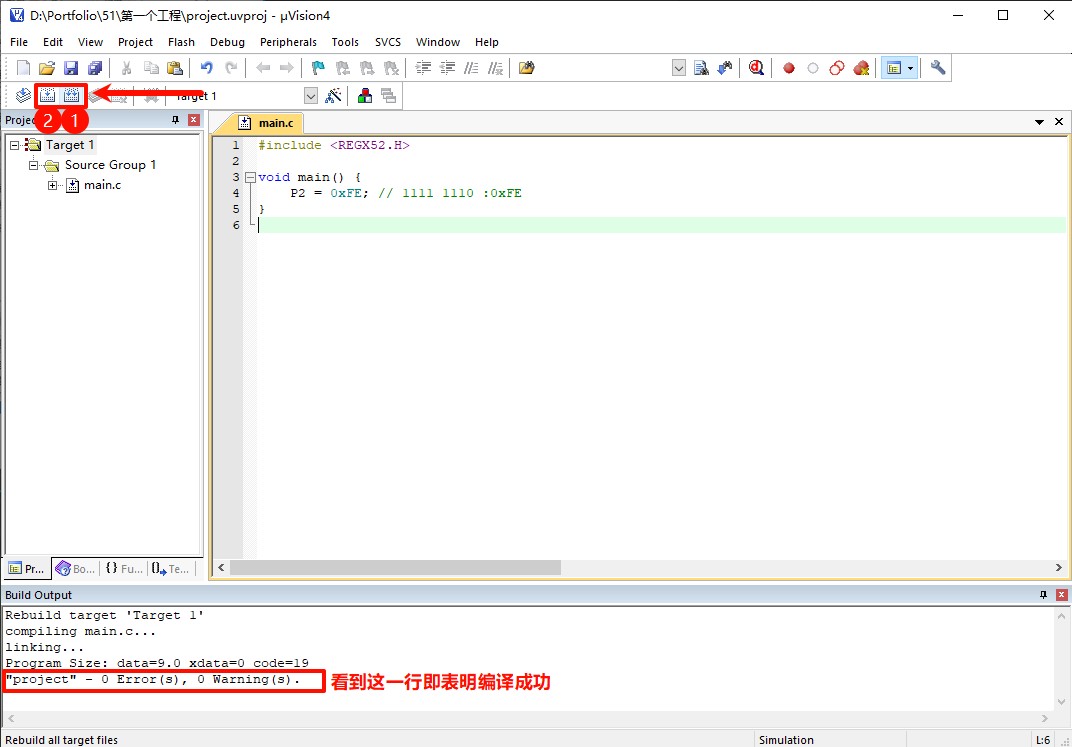 D:\Portfolio\51\第一个工程\project.uvproj - µVision4
File Edit View Project Flash Debug Peripherals Tools SVCS Window Help
Target 1
2 1
main.c
Target 1
Source Group 1
main.c
1 #include <REGX52.H>
2
3 void main() {
4 P2 = 0xFE; // 1111 1110 :0xFE
5 }
6
Pr... Bo... {} Fu... Te...
Build Output
Rebuild target 'Target 1'
compiling main.c...
linking...
Program Size: data=9.0 xdata=0 code=19
"project" - 0 Error(s), 0 Warning(s).
看到这一行即表明编译成功
Rebuild all target files Simulation L:6